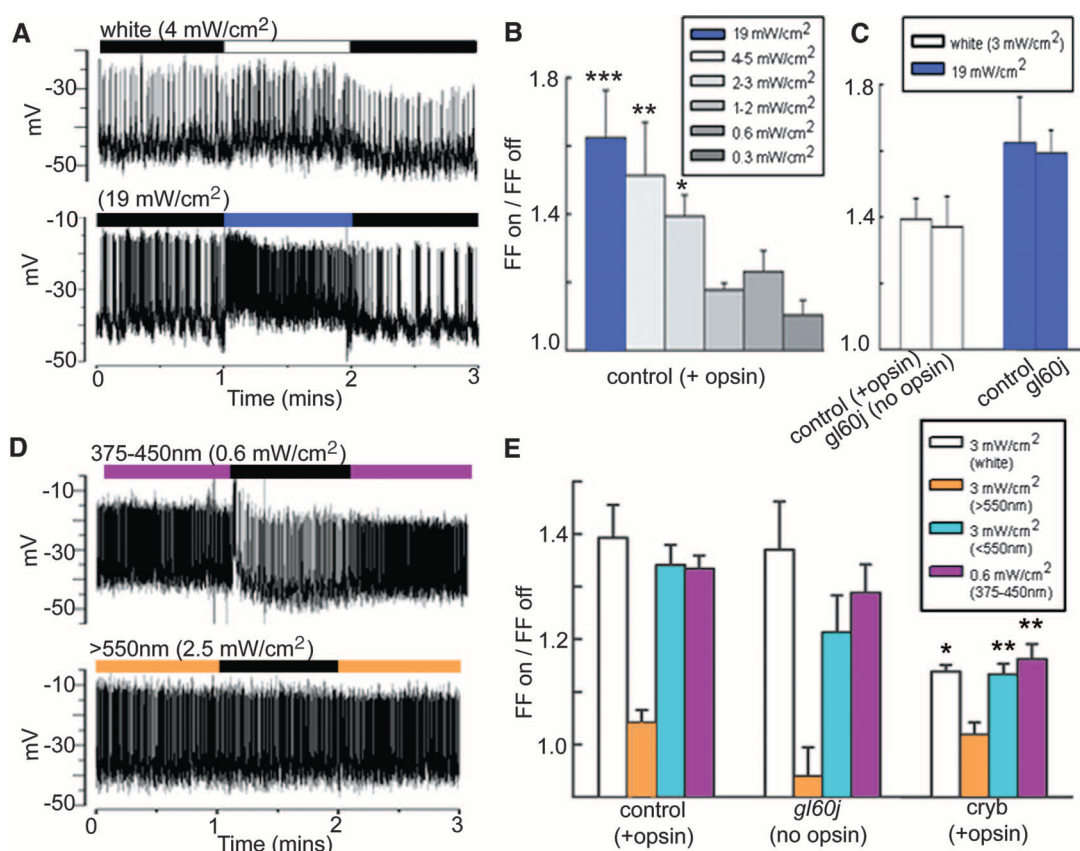 A
white (4 mW/cm2)
-30
-50
mV
(19 mW/cm2)
-10
-30
-50
mV
0 1 2 3
Time (mins)
B
19 mW/cm2
4-5 mW/cm2
2-3 mW/cm2
1-2 mW/cm2
0.6 mW/cm2
0.3 mW/cm2
1.8
1.4
1.0
FF on / FF off
***
**
*
control (+ opsin)
C
white (3 mW/cm2)
19 mW/cm2
1.8
1.4
1.0
control (+opsin)
gl60j (no opsin)
control
gl60j
D
375-450nm (0.6 mW/cm2)
-10
-30
-50
mV
>550nm (2.5 mW/cm2)
-10
-30
-50
mV
0 1 2 3
Time (mins)
E
3 mW/cm2
(white)
3 mW/cm2
(>550nm)
3 mW/cm2
(<550nm)
0.6 mW/cm2
(375-450nm)
1.4
1.2
1.0
FF on / FF off
*
**
**
control
(+opsin)
gl60j
(no opsin)
cryb
(+opsin)